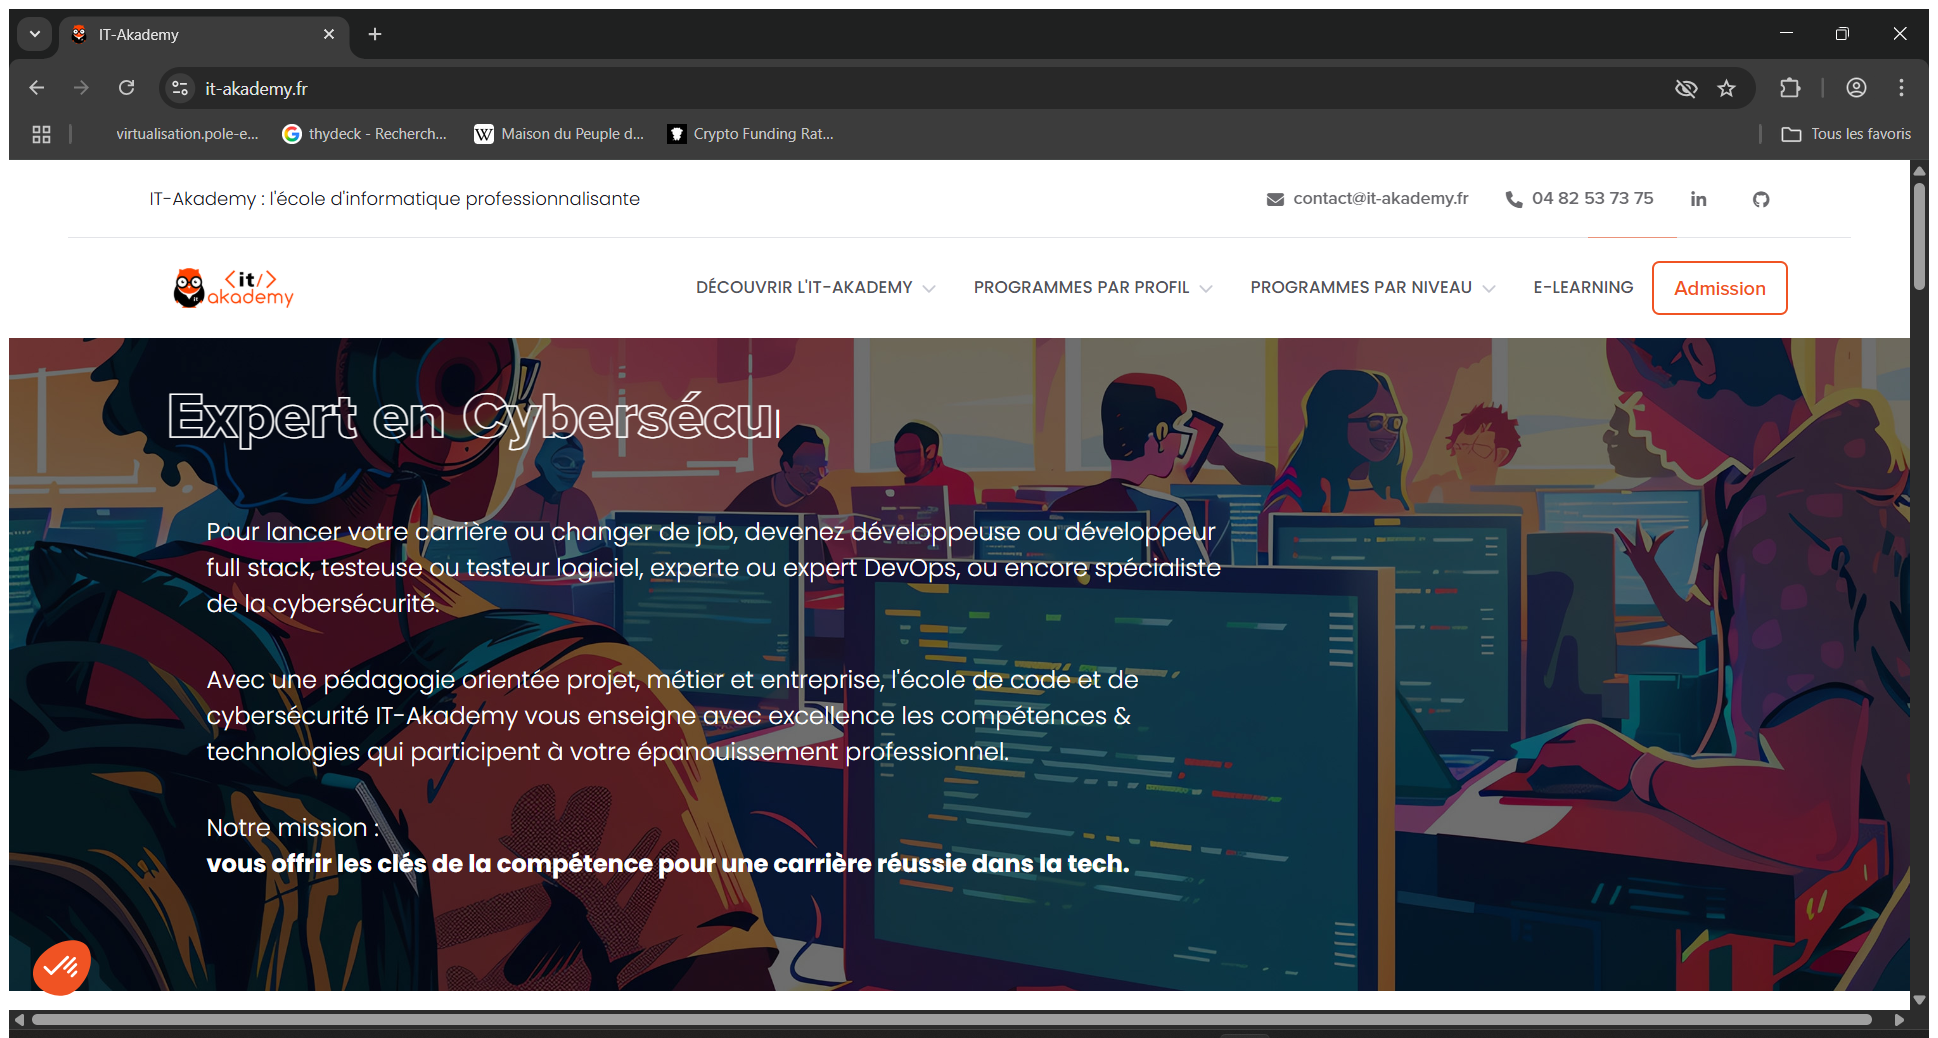 IT-Akademy
it-akademy.fr
virtualisation.pole-e...
thydeck - Recherch...
Maison du Peuple d...
Crypto Funding Rat...
Tous les favoris
IT-Akademy : l'école d'informatique professionnalisante
contact@it-akademy.fr
04 82 53 73 75
<it/>
akademy
DÉCOUVRIR L'IT-AKADEMY
PROGRAMMES PAR PROFIL
PROGRAMMES PAR NIVEAU
E-LEARNING
Admission
Expert en Cybersécu
Pour lancer votre carrière ou changer de job, devenez développeuse ou développeur
full stack, testeuse ou testeur logiciel, experte ou expert DevOps, ou encore spécialiste
de la cybersécurité.
Avec une pédagogie orientée projet, métier et entreprise, l'école de code et de
cybersécurité IT-Akademy vous enseigne avec excellence les compétences &
technologies qui participent à votre épanouissement professionnel.
Notre mission :
vous offrir les clés de la compétence pour une carrière réussie dans la tech.